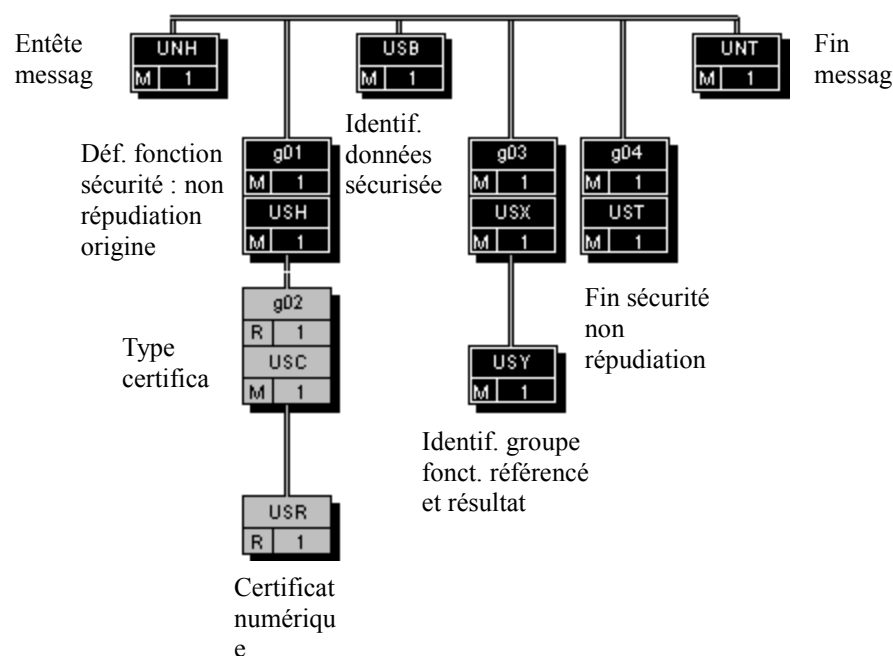 Entête
messag
UNH
M 1
USB
M 1
UNT
M 1
Fin
messag
Déf. fonction
sécurité : non
répudiation
origine
g01
M 1
USH
M 1
Identif.
données
sécurisée
g03
M 1
USX
M 1
g04
M 1
UST
M 1
Type
certifica
g02
R 1
USC
M 1
USY
M 1
Fin sécurité
non
répudiation
Identif. groupe
fonct. référencé
et résultat
USR
R 1
Certificat
numériqu
e